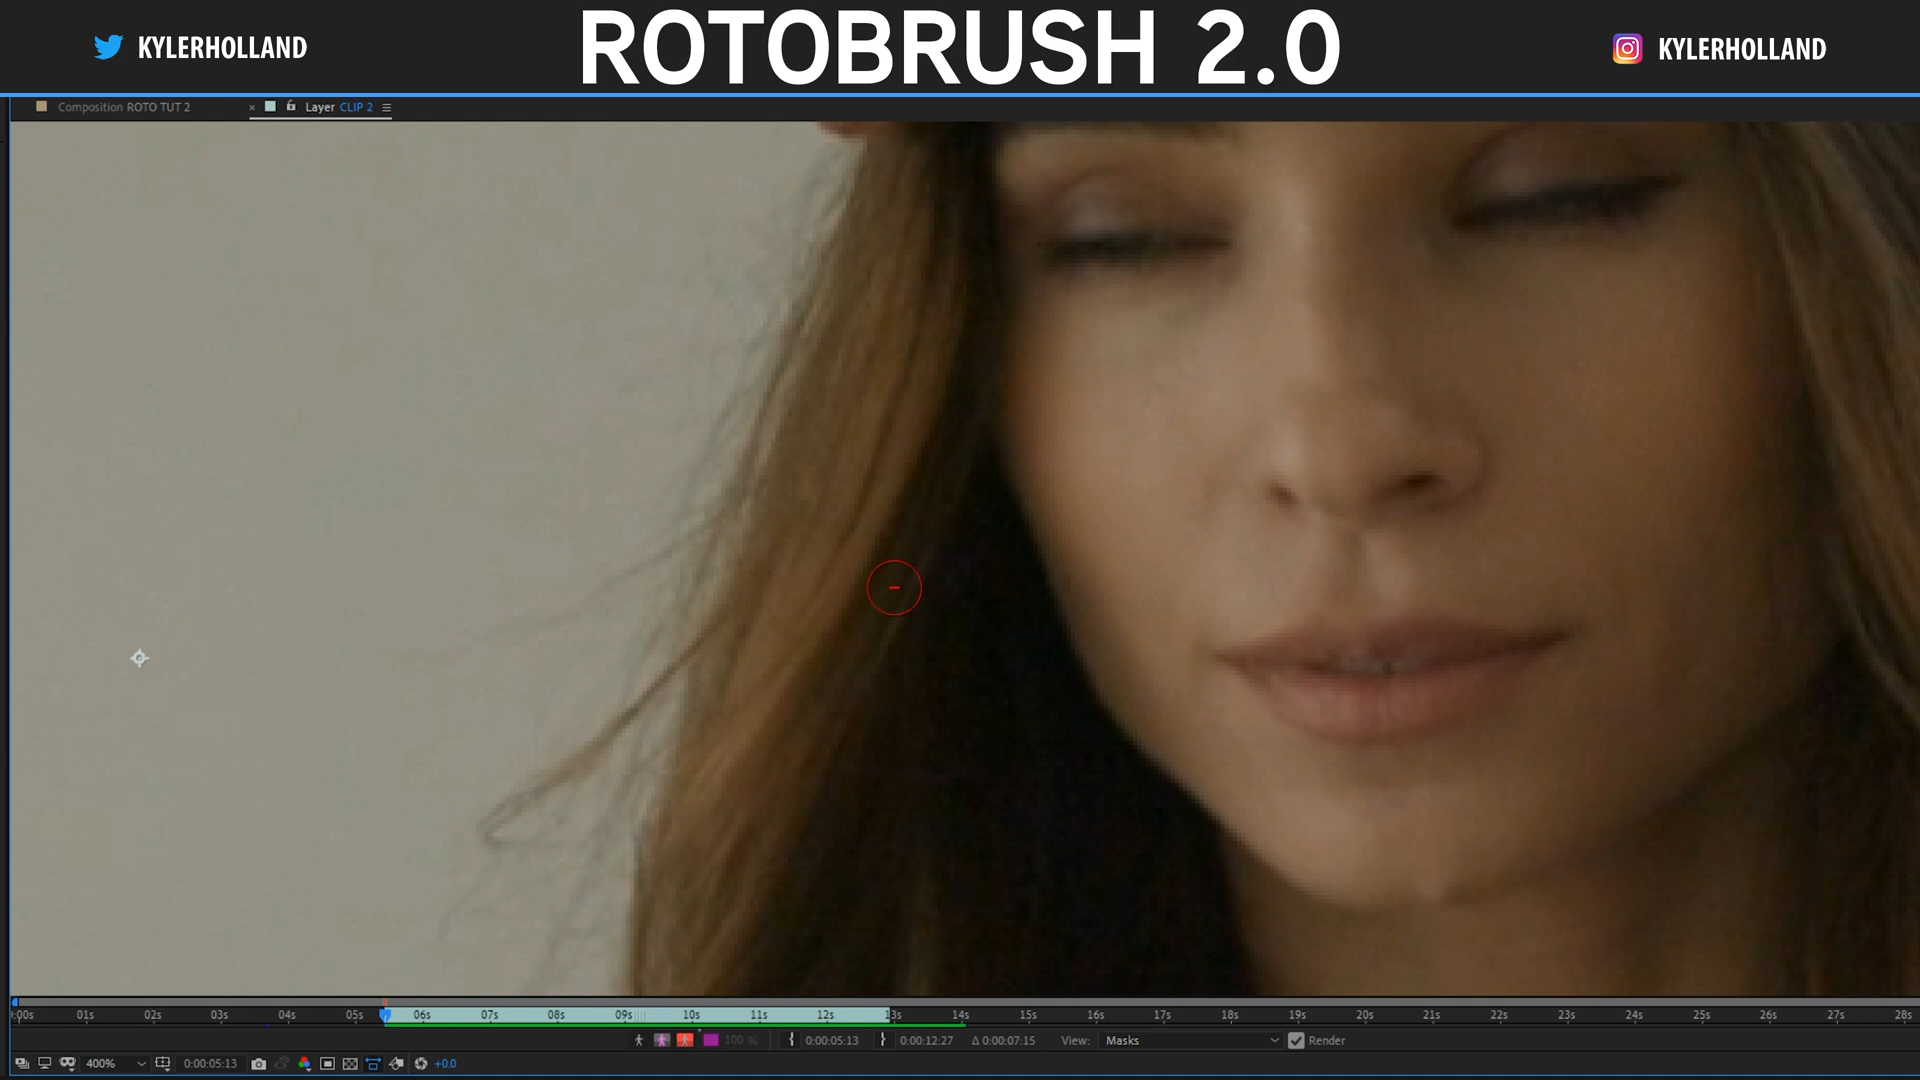 KYLERHOLLAND
ROTOBRUSH 2.0
KYLERHOLLAND
Composition ROTO TUT 2
× Layer CLIP 2
:00s 01s 02s 03s 04s 05s 06s 07s 08s 09s 10s 11s 12s 13s 14s 15s 16s 17s 18s 19s 20s 21s 22s 23s 24s 25s 26s 27s 28s
100 % { 0:00:05:13 } 0:00:12:27 Δ 0:00:07:15 View: Masks Render
400% 0:00:05:13 +0.0